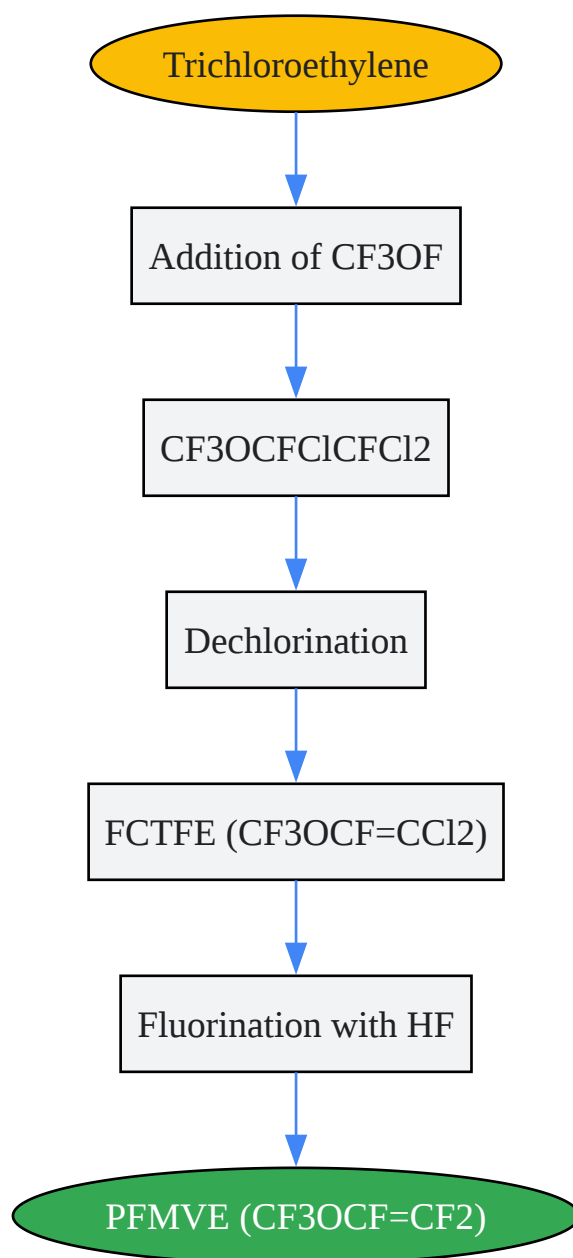 Trichloroethylene
Addition of CF3OF
CF3OCFClCFCl2
Dechlorination
FCTFE (CF3OCF=CCl2)
Fluorination with HF
PFMVE (CF3OCF=CF2)